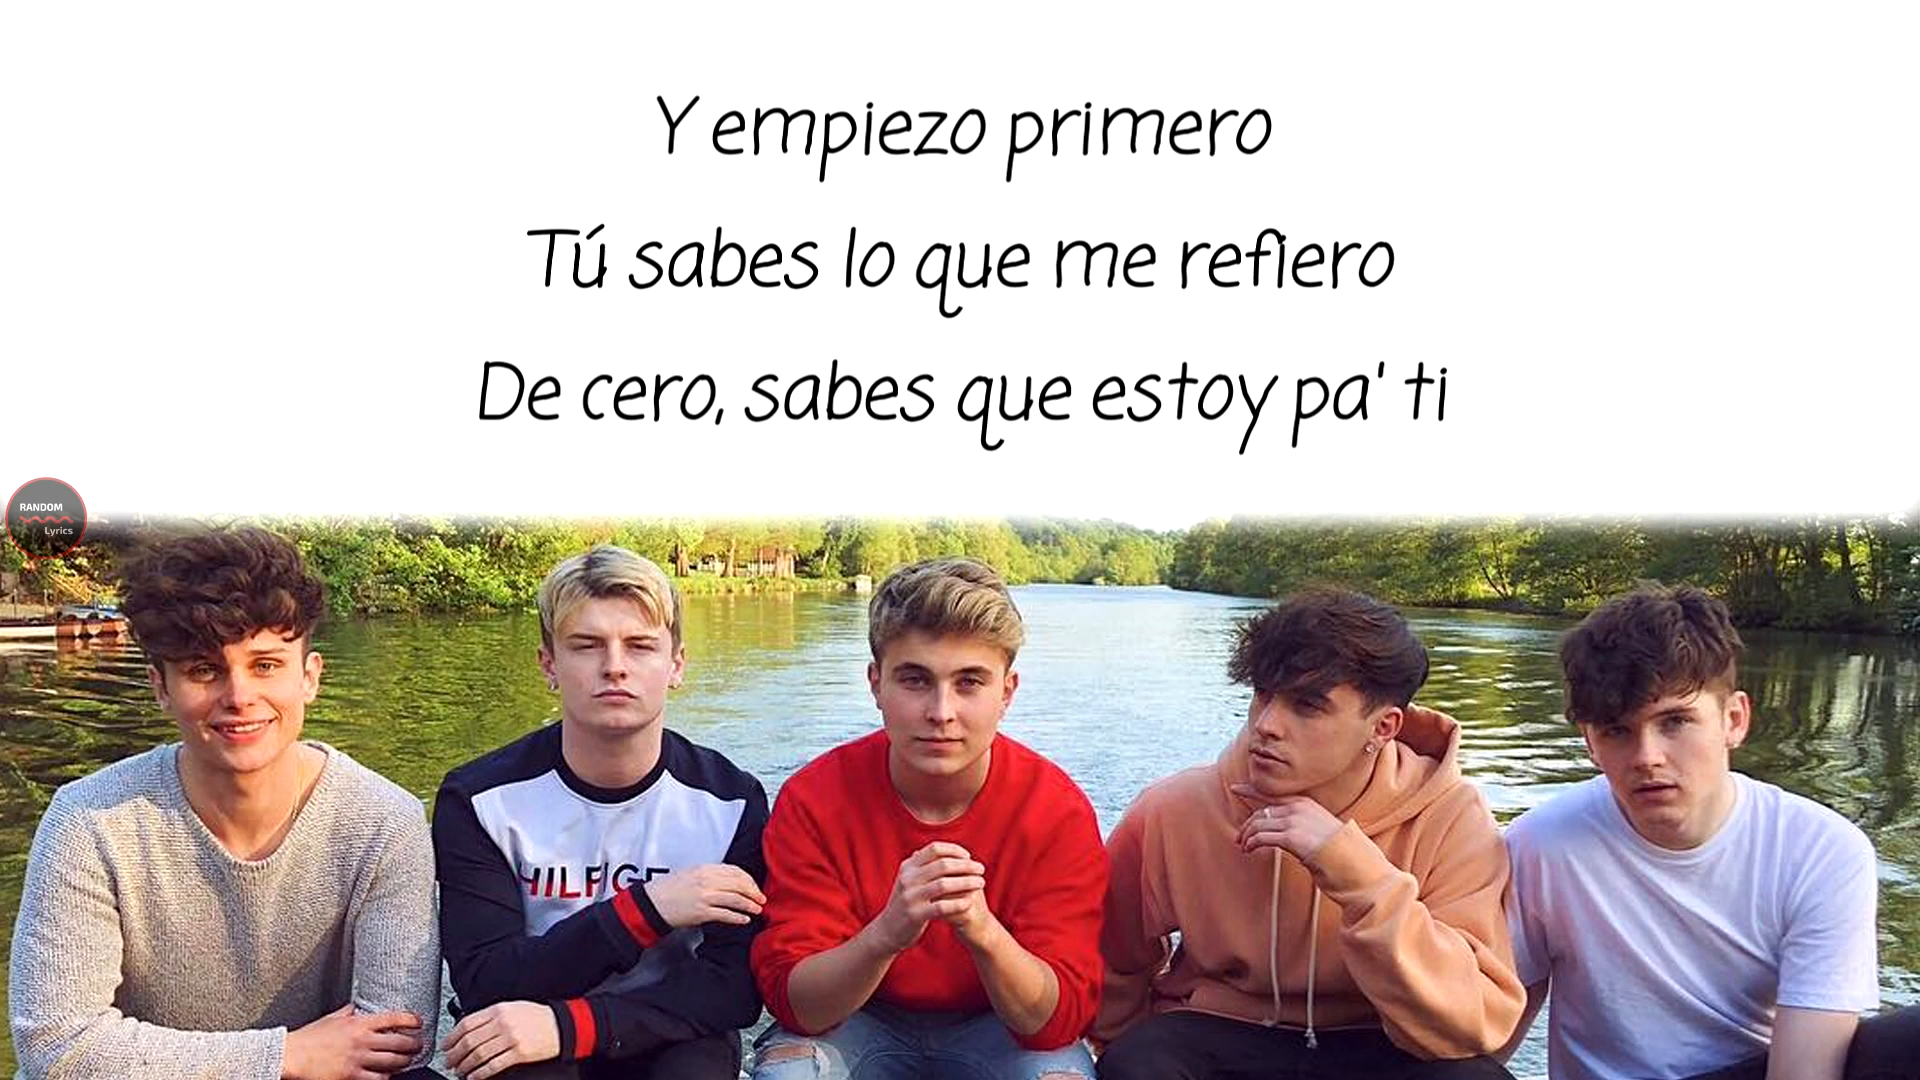 Y empiezo primero
Tú sabes lo que me refiero
De cero, sabes que estoy pa' ti
RANDOM
Lyrics
HILFIGE